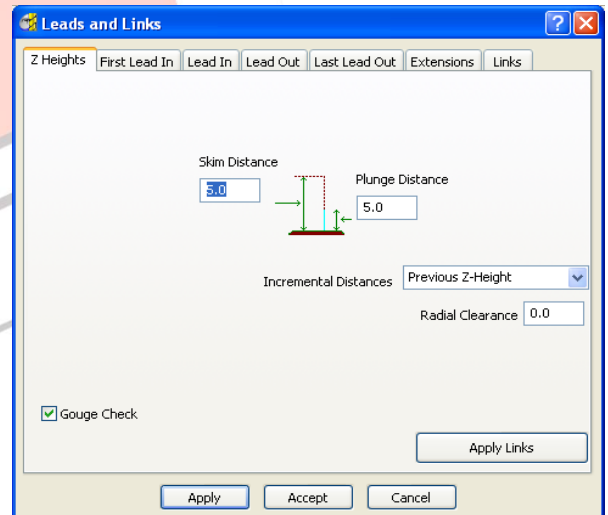 Leads and Links
Z Heights First Lead In Lead In Lead Out Last Lead Out Extensions Links
Skim Distance
5.0
Plunge Distance
5.0
Incremental Distances Previous Z-Height
Radial Clearance 0.0
Gouge Check
Apply Links
Apply Accept Cancel